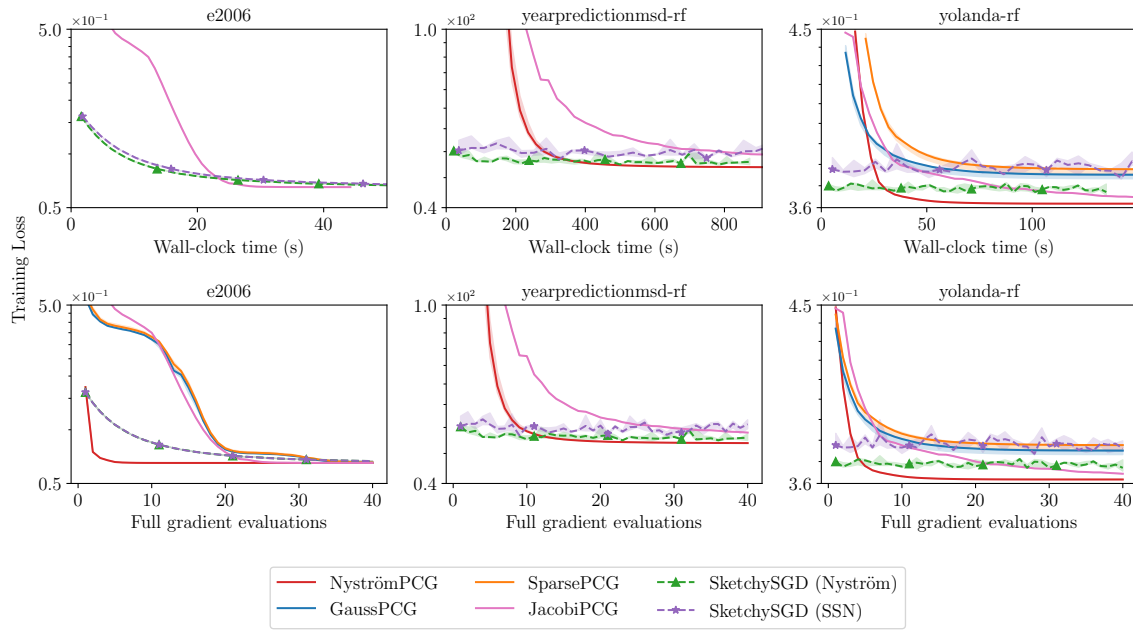 e2006
yearpredictionmsd-rf
yolanda-rf
×10⁻¹
×10²
×10⁻¹
5.0
1.0
4.5
0.5
0.4
3.6
0
20
40
0
200
400
600
800
0
50
100
Wall-clock time (s)
Wall-clock time (s)
Wall-clock time (s)
Training Loss
e2006
yearpredictionmsd-rf
yolanda-rf
×10⁻¹
×10²
×10⁻¹
5.0
1.0
4.5
0.5
0.4
3.6
0
10
20
30
40
0
10
20
30
40
0
10
20
30
40
Full gradient evaluations
Full gradient evaluations
Full gradient evaluations
NyströmPCG
SparsePCG
SketchySGD (Nyström)
GaussPCG
JacobiPCG
SketchySGD (SSN)